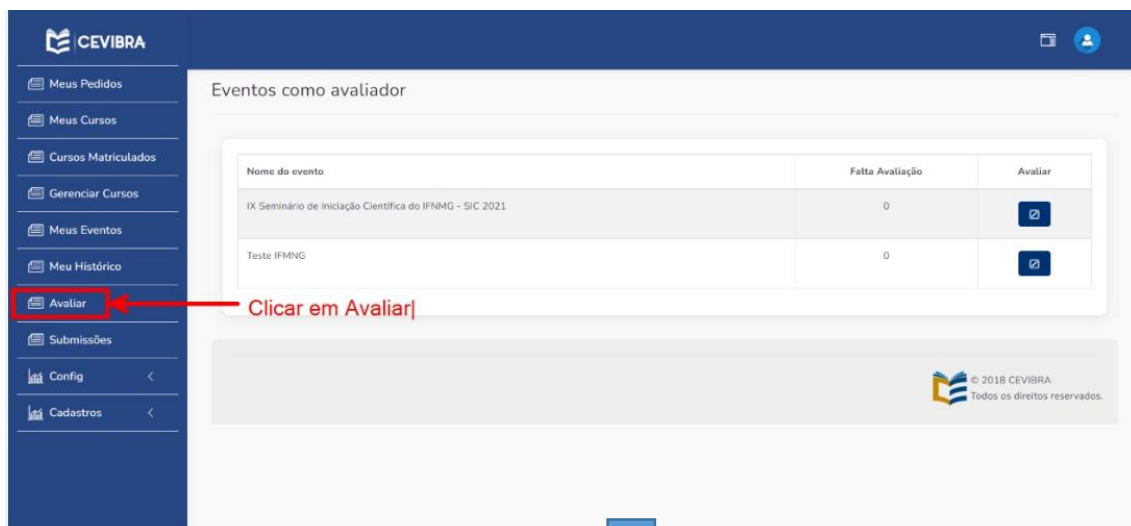 CEVIBRA
Meus Pedidos
Meus Cursos
Cursos Matriculados
Gerenciar Cursos
Meus Eventos
Meu Histórico
Avaliar
Submissões
Config
Cadastros
Eventos como avaliador
Nome do evento Falta Avaliação Avaliar
IX Seminário de Iniciação Científica do IFNMG - SIC 2021 0
Teste IFMNG 0
Clicar em Avaliar|
© 2018 CEVIBRA
Todos os direitos reservados.